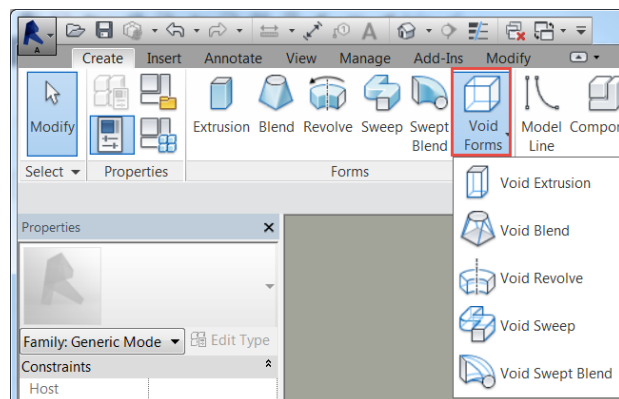 A
A
Create Insert Annotate View Manage Add-Ins Modify
Modify Extrusion Blend Revolve Sweep Swept Blend Void Forms Model Line Compon
Select Properties Forms
Void Extrusion
Properties
Void Blend
Void Revolve
Void Sweep
Family: Generic Mode Edit Type
Constraints
Void Swept Blend
Host